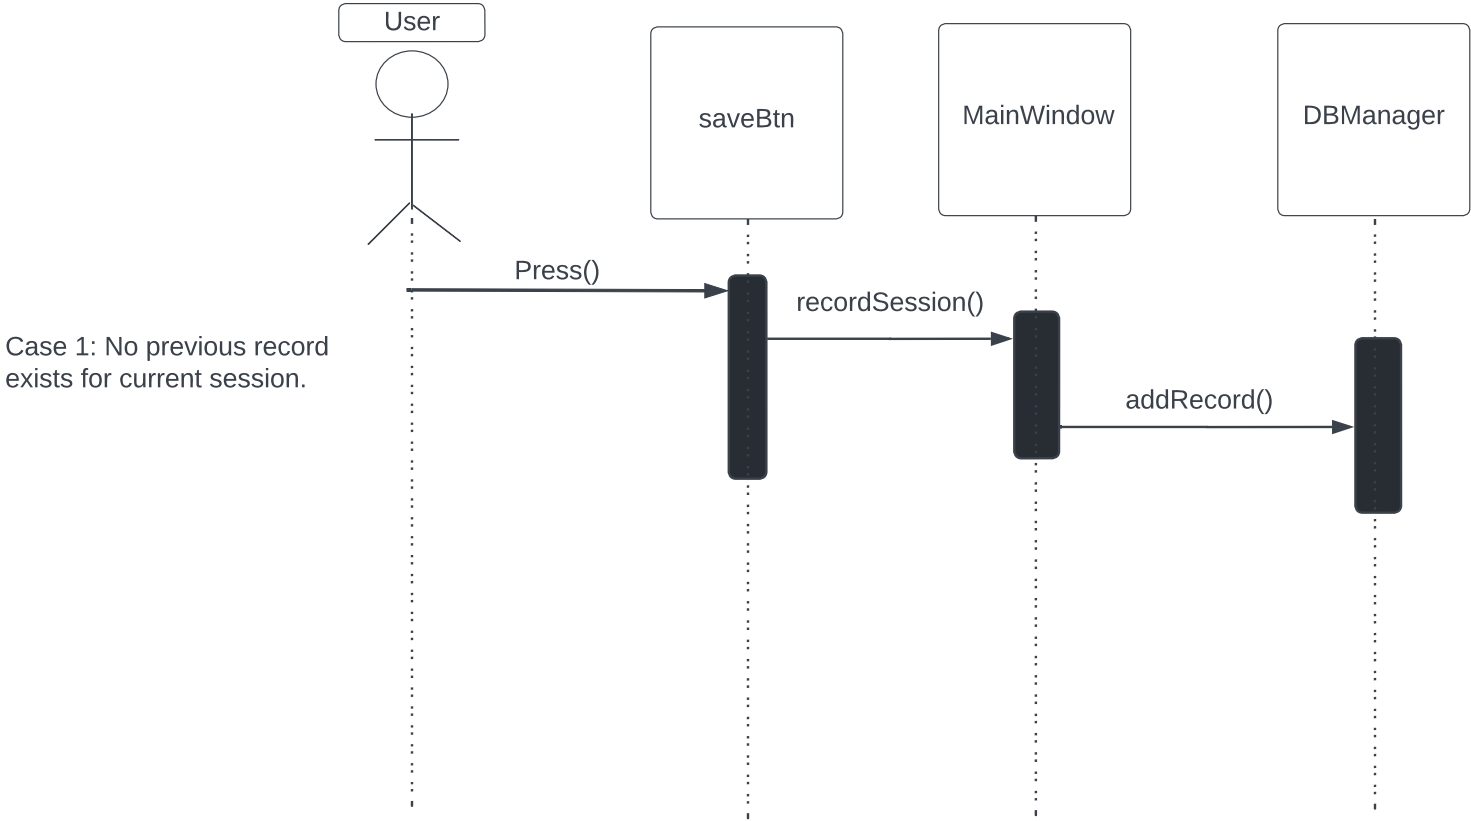 User
saveBtn
MainWindow
DBManager
Press()
recordSession()
Case 1: No previous record
exists for current session.
addRecord()